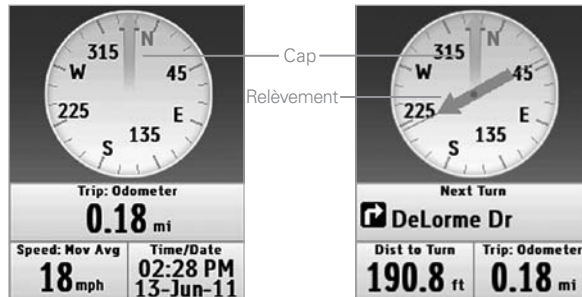 315
N
W
45
225
E
S
135
Trip: Odometer
0.18 mi
Speed: Mov Avg
18 mph
Time/Date
02:28 PM
13-Jun-11
Cap
Relèvement
315
N
W
45
225
E
S
135
Next Turn
DeLorme Dr
Dist to Turn
190.8 ft
Trip: Odometer
0.18 mi